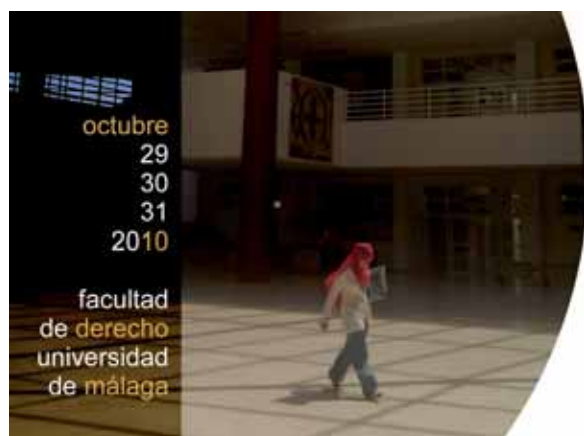 octubre
29
30
31
2010
facultad
de derecho
universidad
de málaga